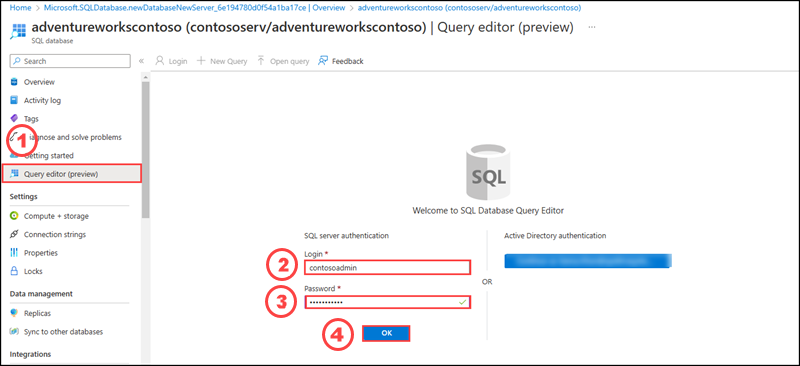 Home > Microsoft.SQLDatabase.newDatabaseNewServer_6e194780d0f54a1ba17ce | Overview > adventureworkscontoso (contososerv/adventureworkscontoso)
adventureworkscontoso (contososerv/adventureworkscontoso) | Query editor (preview) ...
SQL database
Search
«
Login
+ New Query
Open query
Feedback
Overview
Activity log
Tags
1
iagnose and solve problems
Getting started
Query editor (preview)
Settings
Compute + storage
Connection strings
Properties
Locks
Data management
Replicas
Sync to other databases
Integrations
SQL
Welcome to SQL Database Query Editor
SQL server authentication
Login *
2
contosoadmin
Password *
3
•••••••••••
4
OK
OR
Active Directory authentication